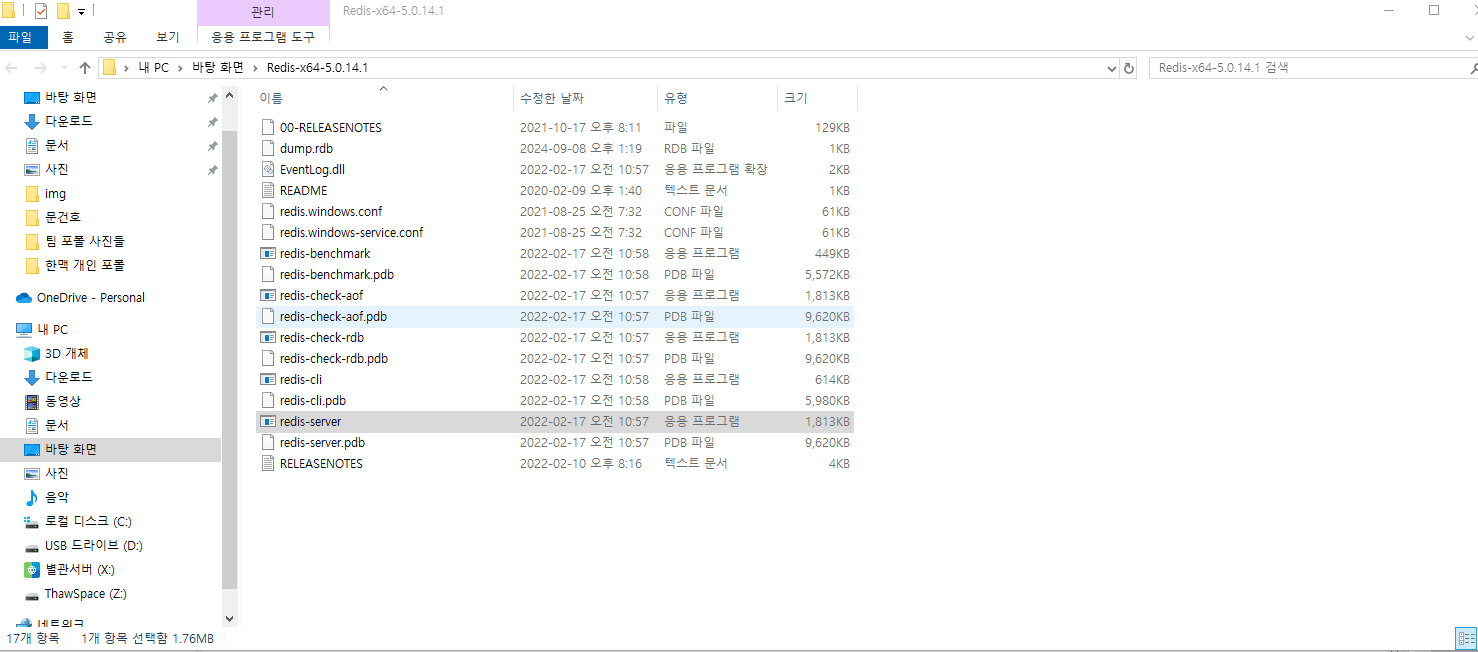 관리 Redis-x64-5.0.14.1
파일 홈 공유 보기 응용 프로그램 도구
내 PC 바탕 화면 Redis-x64-5.0.14.1 Redis-x64-5.0.14.1 검색
바탕 화면
다운로드
문서
사진
img
문건호
팀 포폴 사진들
한맥 개인 포폴
OneDrive - Personal
내 PC
3D 개체
다운로드
동영상
문서
바탕 화면
사진
음악
로컬 디스크 (C:)
USB 드라이브 (D:)
별관서버 (X:)
ThawSpace (Z:)
네트워크
이름 수정한 날짜 유형 크기
00-RELEASENOTES 2021-10-17 오후 8:11 파일 129KB
dump.rdb 2024-09-08 오후 1:19 RDB 파일 1KB
EventLog.dll 2022-02-17 오전 10:57 응용 프로그램 확장 2KB
README 2020-02-09 오후 1:40 텍스트 문서 1KB
redis.windows.conf 2021-08-25 오전 7:32 CONF 파일 61KB
redis.windows-service.conf 2021-08-25 오전 7:32 CONF 파일 61KB
redis-benchmark 2022-02-17 오전 10:58 응용 프로그램 449KB
redis-benchmark.pdb 2022-02-17 오전 10:58 PDB 파일 5,572KB
redis-check-aof 2022-02-17 오전 10:57 응용 프로그램 1,813KB
redis-check-aof.pdb 2022-02-17 오전 10:57 PDB 파일 9,620KB
redis-check-rdb 2022-02-17 오전 10:57 응용 프로그램 1,813KB
redis-check-rdb.pdb 2022-02-17 오전 10:57 PDB 파일 9,620KB
redis-cli 2022-02-17 오전 10:58 응용 프로그램 614KB
redis-cli.pdb 2022-02-17 오전 10:58 PDB 파일 5,980KB
redis-server 2022-02-17 오전 10:57 응용 프로그램 1,813KB
redis-server.pdb 2022-02-17 오전 10:57 PDB 파일 9,620KB
RELEASENOTES 2022-02-10 오후 8:16 텍스트 문서 4KB
17개 항목 1개 항목 선택함 1.76MB